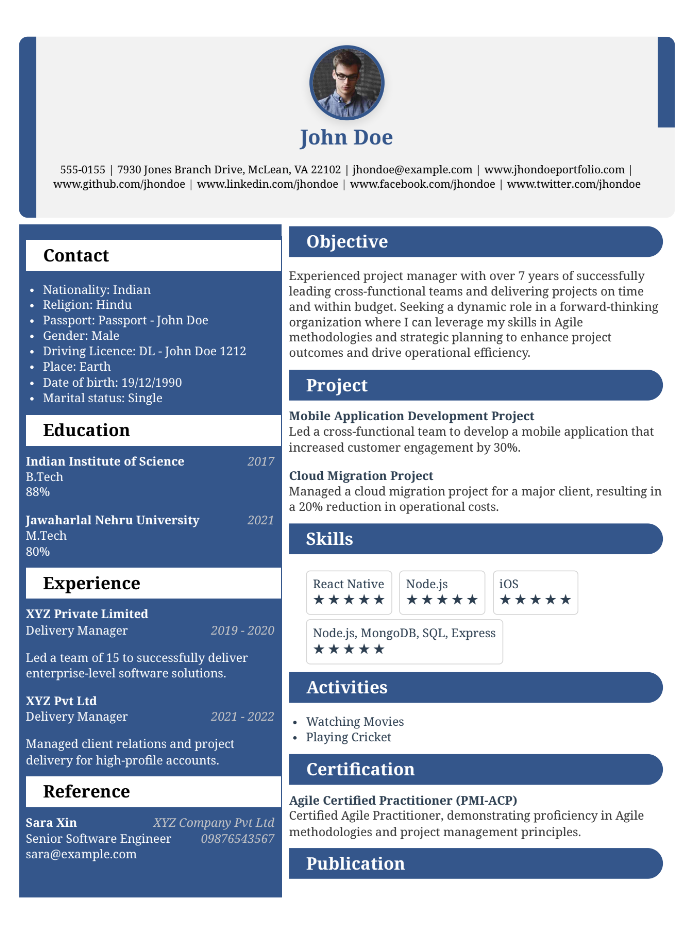 John Doe
555-0155 | 7930 Jones Branch Drive, McLean, VA 22102 | jhondoe@example.com | www.jhondoeportfolio.com |
www.github.com/jhondoe | www.linkedin.com/jhondoe | www.facebook.com/jhondoe | www.twitter.com/jhondoe
Contact
• Nationality: Indian
• Religion: Hindu
• Passport: Passport - John Doe
• Gender: Male
• Driving Licence: DL - John Doe 1212
• Place: Earth
• Date of birth: 19/12/1990
• Marital status: Single
Education
Indian Institute of Science 2017
B.Tech
88%
Jawaharlal Nehru University 2021
M.Tech
80%
Experience
XYZ Private Limited
Delivery Manager 2019 - 2020
Led a team of 15 to successfully deliver
enterprise-level software solutions.
XYZ Pvt Ltd
Delivery Manager 2021 - 2022
Managed client relations and project
delivery for high-profile accounts.
Reference
Sara Xin XYZ Company Pvt Ltd
Senior Software Engineer 09876543567
sara@example.com
Objective
Experienced project manager with over 7 years of successfully
leading cross-functional teams and delivering projects on time
and within budget. Seeking a dynamic role in a forward-thinking
organization where I can leverage my skills in Agile
methodologies and strategic planning to enhance project
outcomes and drive operational efficiency.
Project
Mobile Application Development Project
Led a cross-functional team to develop a mobile application that
increased customer engagement by 30%.
Cloud Migration Project
Managed a cloud migration project for a major client, resulting in
a 20% reduction in operational costs.
Skills
React Native Node.js iOS
★★★★★ ★★★★★ ★★★★★
Node.js, MongoDB, SQL, Express
★★★★★
Activities
• Watching Movies
• Playing Cricket
Certification
Agile Certified Practitioner (PMI-ACP)
Certified Agile Practitioner, demonstrating proficiency in Agile
methodologies and project management principles.
Publication